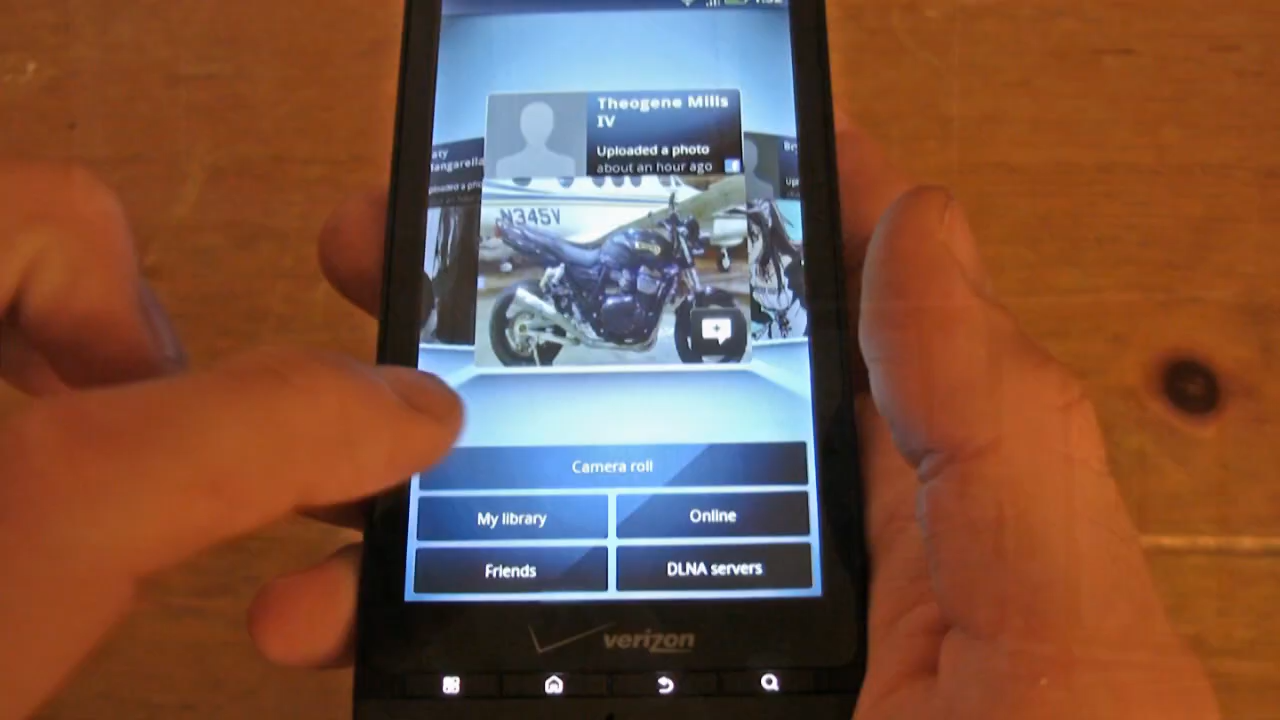 Theogene Mills
IV
Uploaded a photo
about an hour ago
N345V
Camera roll
My library
Online
Friends
DLNA servers
verizon